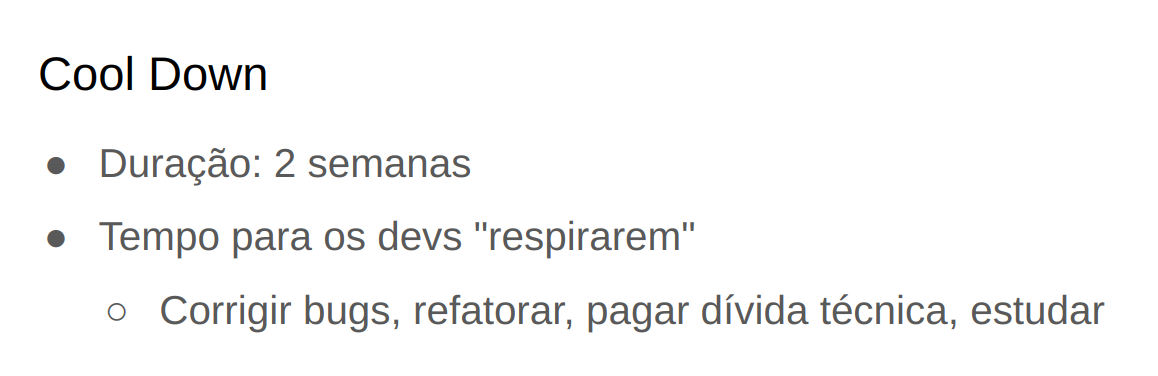 Cool Down
● Duração: 2 semanas
● Tempo para os devs "respirarem"
○ Corrigir bugs, refatorar, pagar dívida técnica, estudar